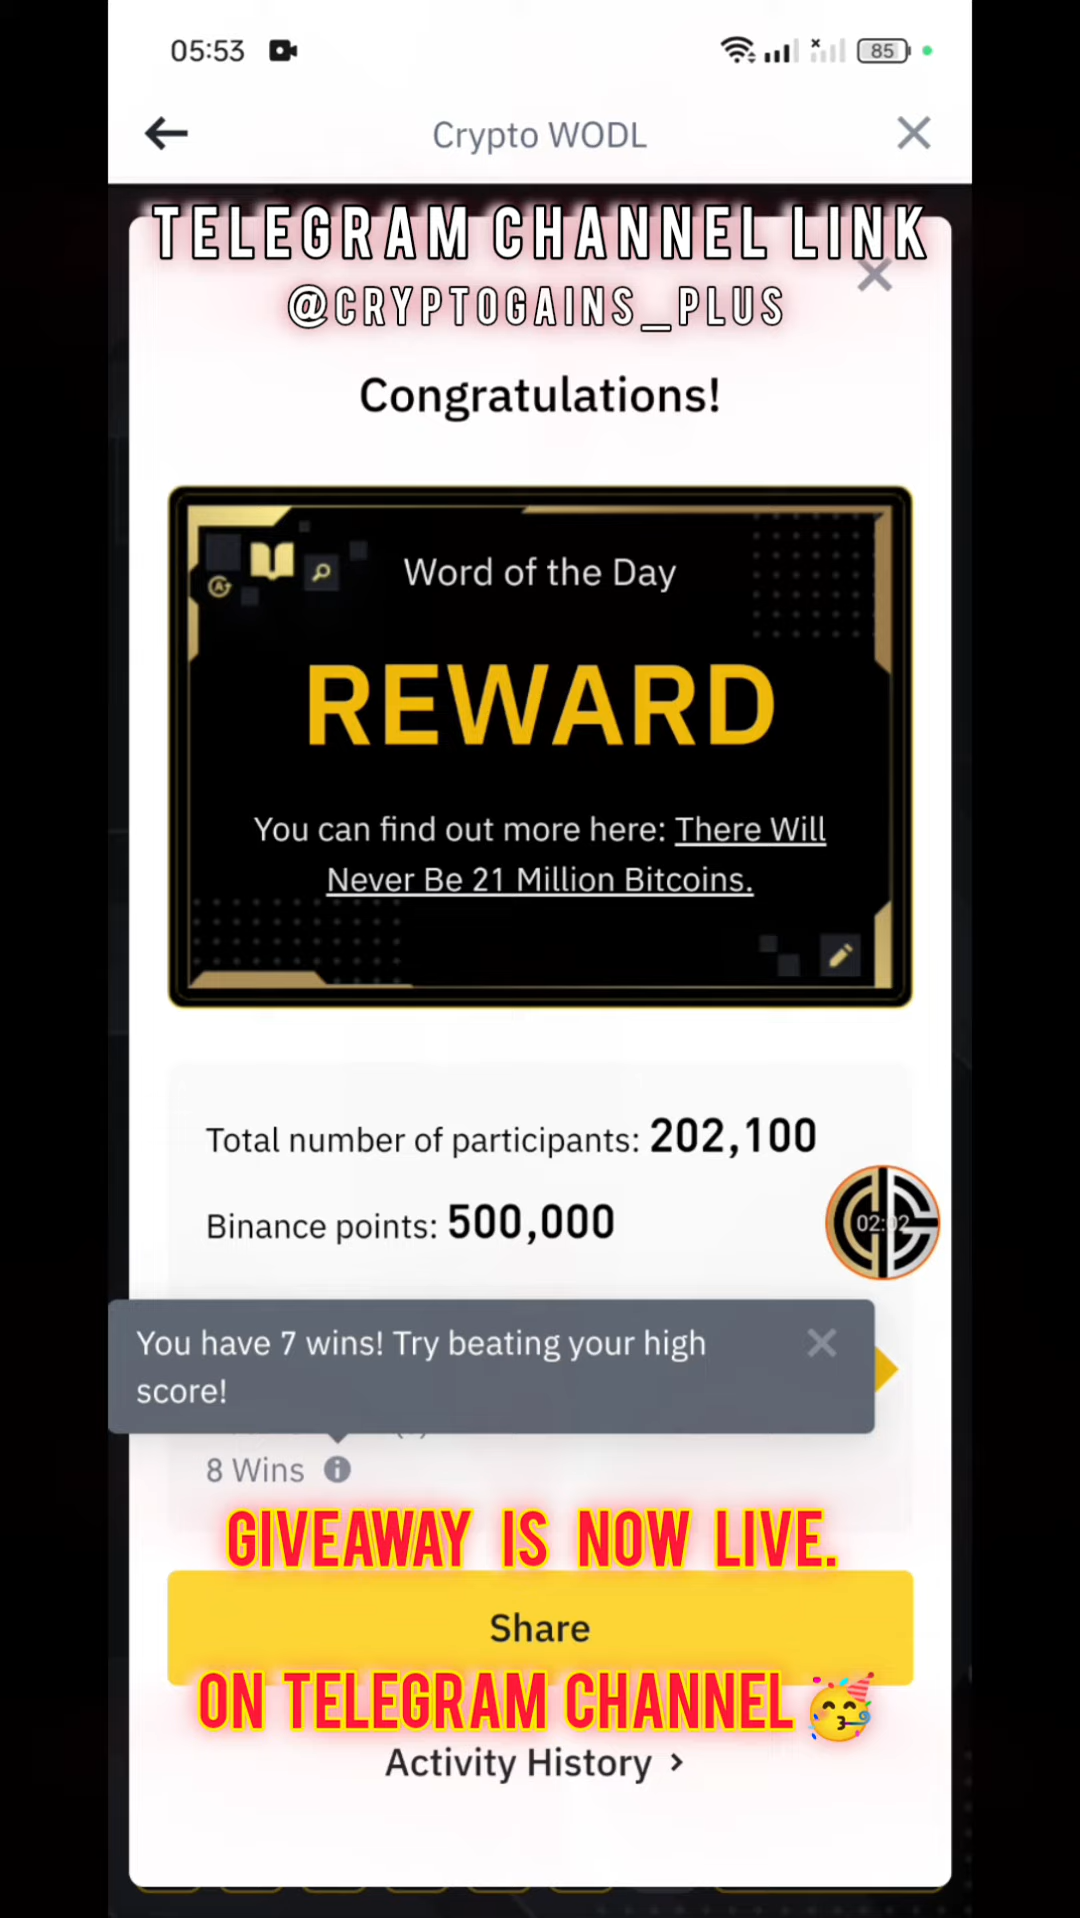 05:53
85
Crypto WODL
TELEGRAM CHANNEL LINK
@CRYPTOGAINS_PLUS
Congratulations!
Word of the Day
REWARD
You can find out more here: There Will
Never Be 21 Million Bitcoins.
Total number of participants: 202,100
Binance points: 500,000
02:02
You have 7 wins! Try beating your high
score!
8 Wins
GIVEAWAY IS NOW LIVE.
Share
ON TELEGRAM CHANNEL🥳
Activity History >